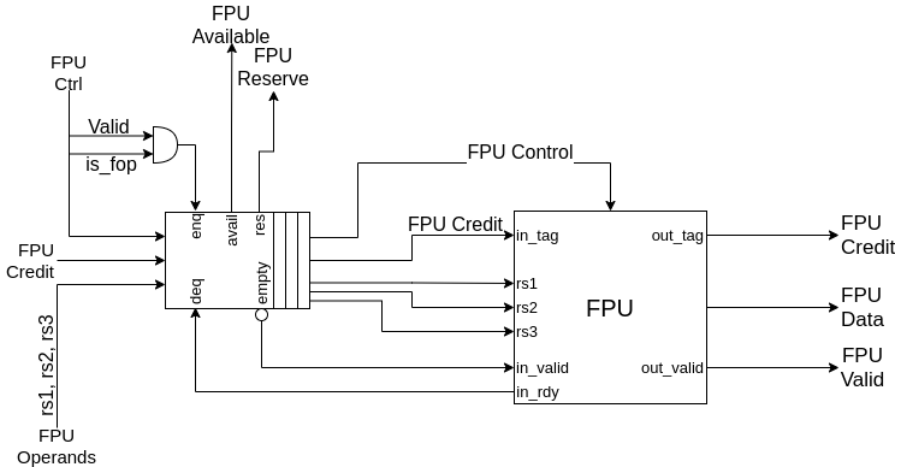 FPU
Available
FPU
Reserve
FPU
Ctrl
Valid
is_fop
FPU Control
enq
avail
res
FPU Credit
in_tag
out_tag
FPU
Credit
FPU
Credit
deq
empty
rs1
rs2
rs3
FPU
FPU
Data
rs1, rs2, rs3
in_valid
out_valid
FPU
Valid
in_rdy
FPU
Operands